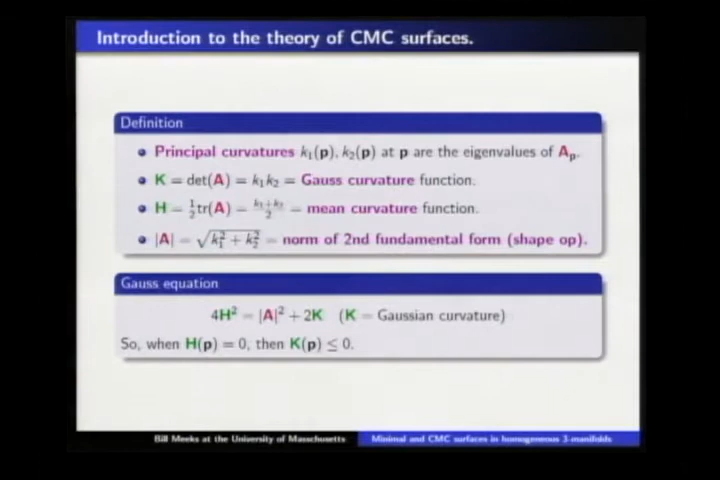 Introduction to the theory of CMC surfaces.
Definition
Principal curvatures k₁(p), k₂(p) at p are the eigenvalues of Aₚ.
K = det(A) = k₁k₂ = Gauss curvature function.
H = ½tr(A) = (k₁+k₂)/2 = mean curvature function.
|A| = √(k₁² + k₂²) = norm of 2nd fundamental form (shape op).
Gauss equation
4H² = |A|² + 2K (K = Gaussian curvature)
So, when H(p) = 0, then K(p) ≤ 0.
Bill Meeks at the University of Massachusetts Minimal and CMC surfaces in homogeneous 3-manifolds